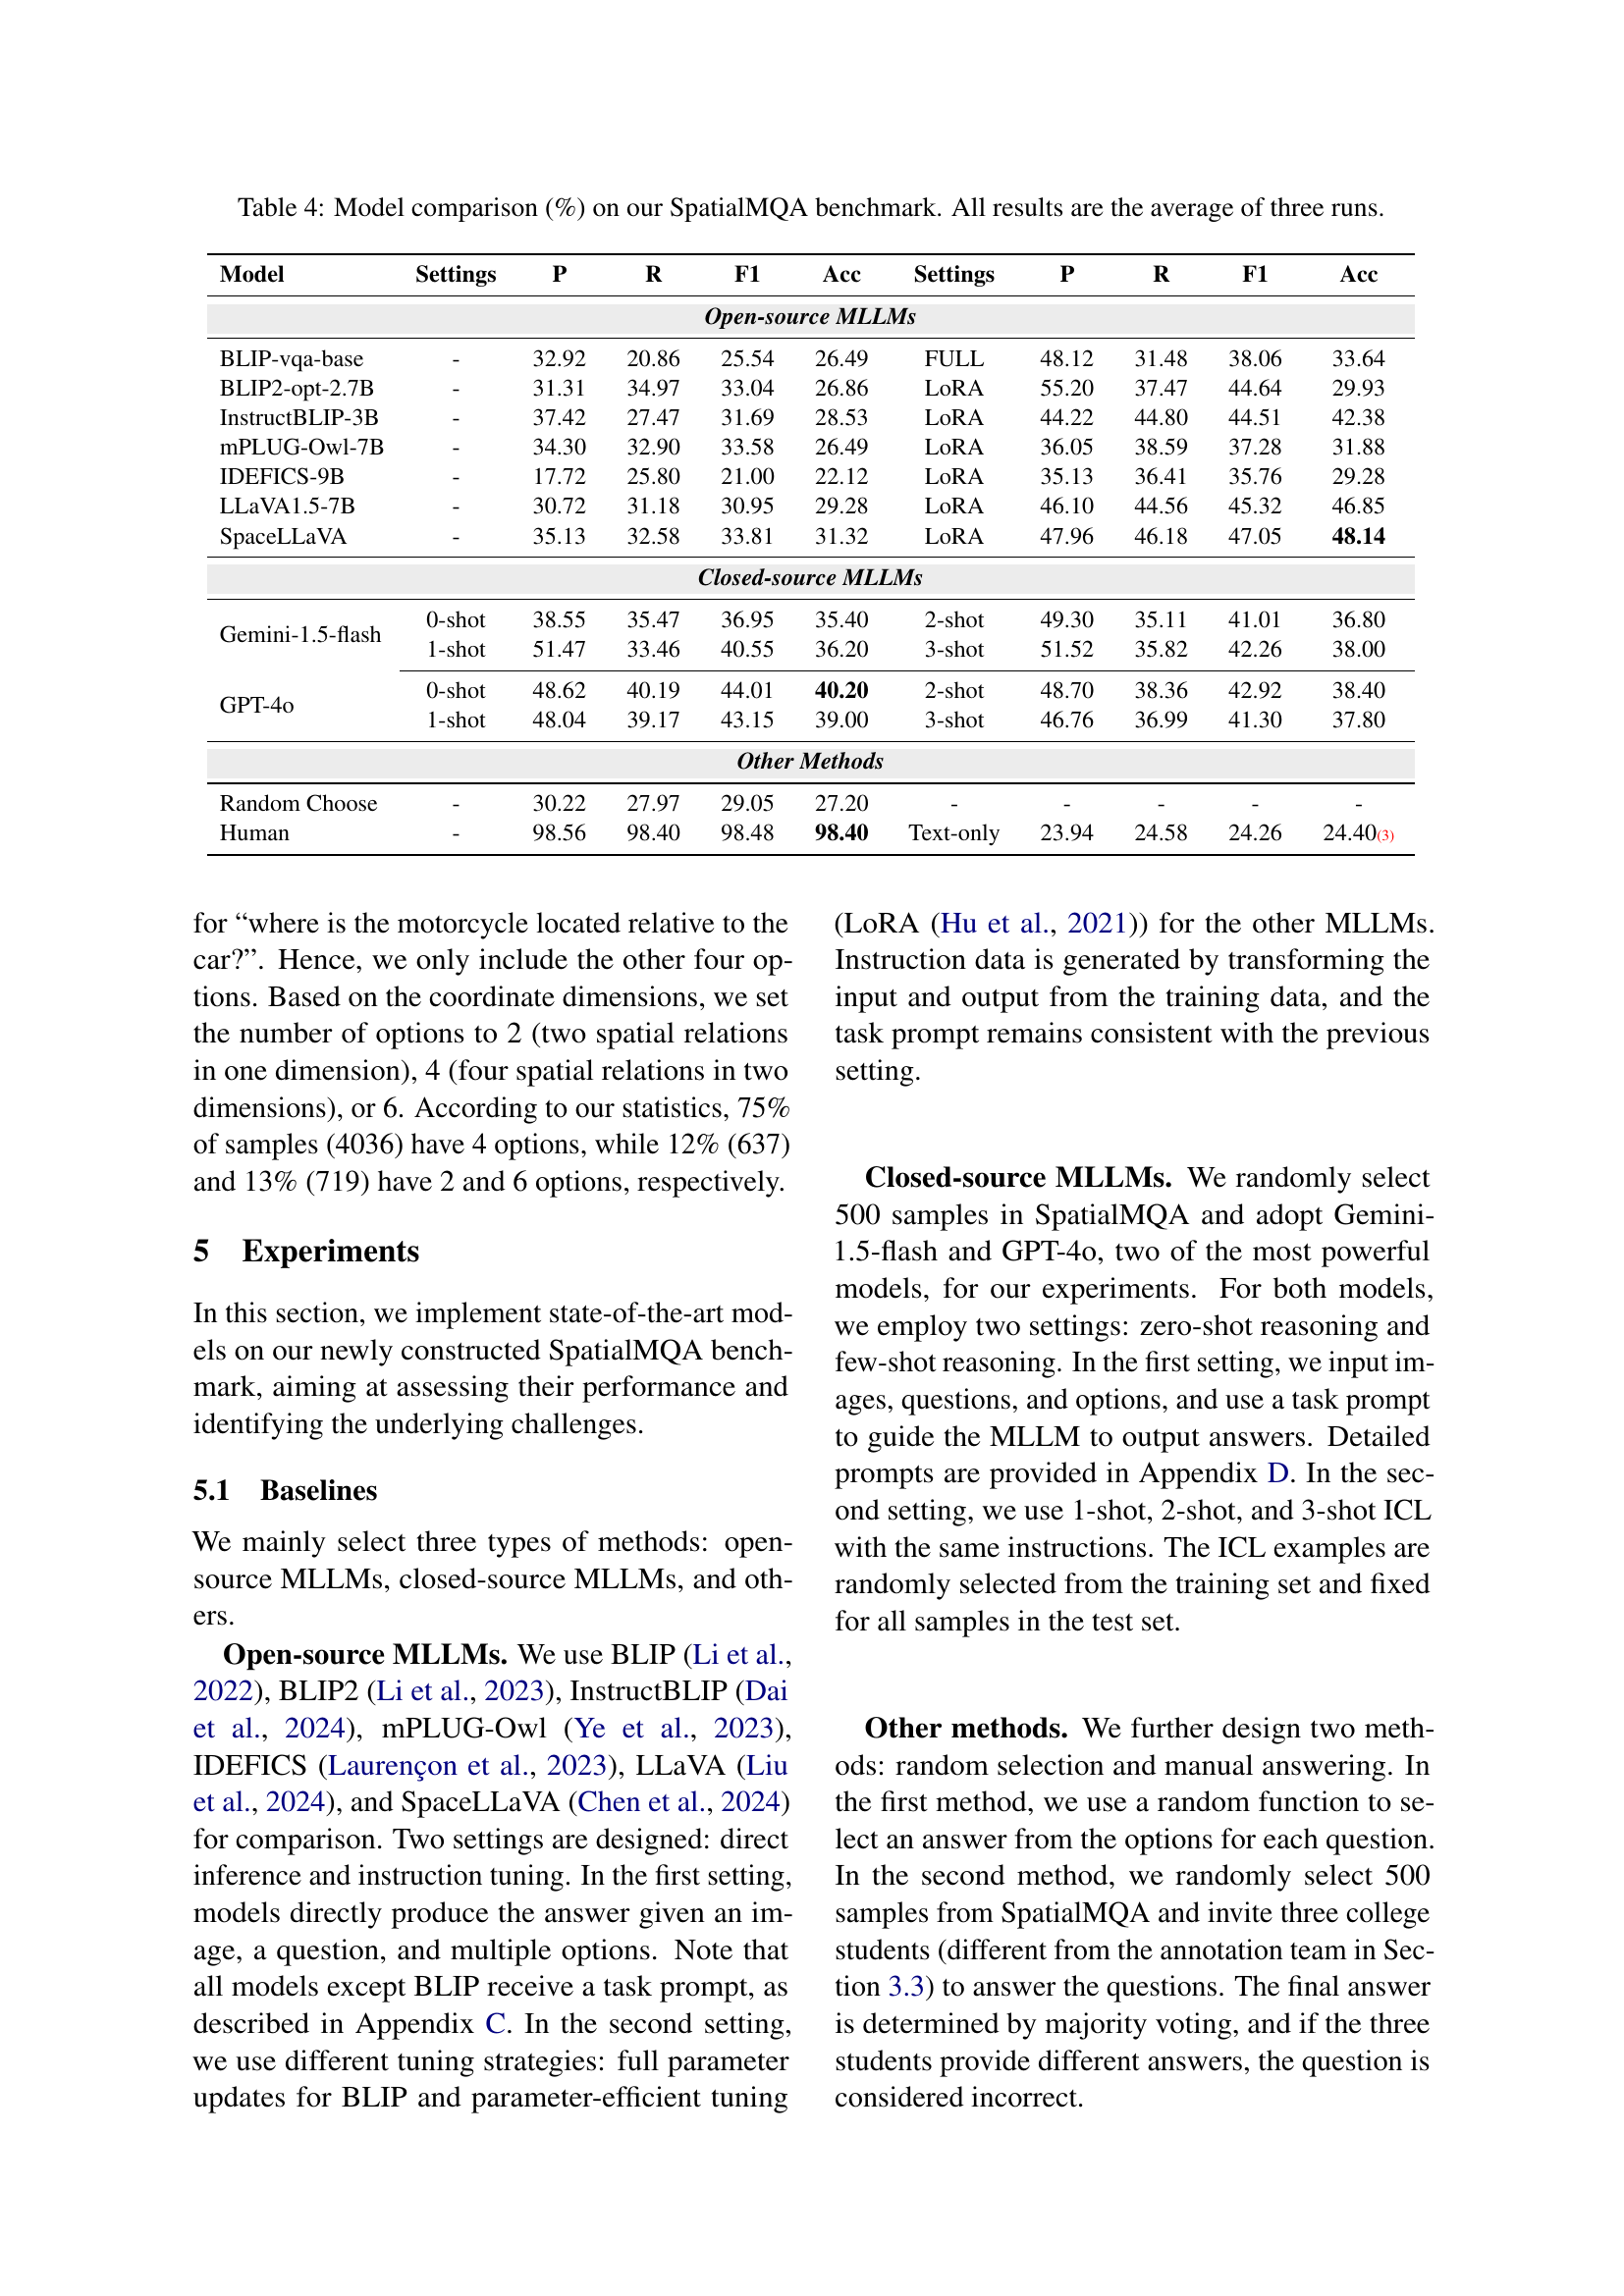 Table 4: Model comparison (%) on our SpatialMQA benchmark. All results are the average of three runs.
Model Settings P R F1 Acc Settings P R F1 Acc
Open-source MLLMs
BLIP-vqa-base - 32.92 20.86 25.54 26.49 FULL 48.12 31.48 38.06 33.64
BLIP2-opt-2.7B - 31.31 34.97 33.04 26.86 LoRA 55.20 37.47 44.64 29.93
InstructBLIP-3B - 37.42 27.47 31.69 28.53 LoRA 44.22 44.80 44.51 42.38
mPLUG-Owl-7B - 34.30 32.90 33.58 26.49 LoRA 36.05 38.59 37.28 31.88
IDEFICS-9B - 17.72 25.80 21.00 22.12 LoRA 35.13 36.41 35.76 29.28
LLaVA1.5-7B - 30.72 31.18 30.95 29.28 LoRA 46.10 44.56 45.32 46.85
SpaceLLaVA - 35.13 32.58 33.81 31.32 LoRA 47.96 46.18 47.05 48.14
Closed-source MLLMs
Gemini-1.5-flash
0-shot 38.55 35.47 36.95 35.40 2-shot 49.30 35.11 41.01 36.80
1-shot 51.47 33.46 40.55 36.20 3-shot 51.52 35.82 42.26 38.00
GPT-4o
0-shot 48.62 40.19 44.01 40.20 2-shot 48.70 38.36 42.92 38.40
1-shot 48.04 39.17 43.15 39.00 3-shot 46.76 36.99 41.30 37.80
Other Methods
Random Choose - 30.22 27.97 29.05 27.20 - - - - -
Human - 98.56 98.40 98.48 98.40 Text-only 23.94 24.58 24.26 24.40(3)
for “where is the motorcycle located relative to the
car?”. Hence, we only include the other four op-
tions. Based on the coordinate dimensions, we set
the number of options to 2 (two spatial relations
in one dimension), 4 (four spatial relations in two
dimensions), or 6. According to our statistics, 75%
of samples (4036) have 4 options, while 12% (637)
and 13% (719) have 2 and 6 options, respectively.
5 Experiments
In this section, we implement state-of-the-art mod-
els on our newly constructed SpatialMQA bench-
mark, aiming at assessing their performance and
identifying the underlying challenges.
5.1 Baselines
We mainly select three types of methods: open-
source MLLMs, closed-source MLLMs, and oth-
ers.
Open-source MLLMs. We use BLIP (Li et al.,
2022), BLIP2 (Li et al., 2023), InstructBLIP (Dai
et al., 2024), mPLUG-Owl (Ye et al., 2023),
IDEFICS (Laurençon et al., 2023), LLaVA (Liu
et al., 2024), and SpaceLLaVA (Chen et al., 2024)
for comparison. Two settings are designed: direct
inference and instruction tuning. In the first setting,
models directly produce the answer given an im-
age, a question, and multiple options. Note that
all models except BLIP receive a task prompt, as
described in Appendix C. In the second setting,
we use different tuning strategies: full parameter
updates for BLIP and parameter-efficient tuning
(LoRA (Hu et al., 2021)) for the other MLLMs.
Instruction data is generated by transforming the
input and output from the training data, and the
task prompt remains consistent with the previous
setting.
Closed-source MLLMs. We randomly select
500 samples in SpatialMQA and adopt Gemini-
1.5-flash and GPT-4o, two of the most powerful
models, for our experiments. For both models,
we employ two settings: zero-shot reasoning and
few-shot reasoning. In the first setting, we input im-
ages, questions, and options, and use a task prompt
to guide the MLLM to output answers. Detailed
prompts are provided in Appendix D. In the sec-
ond setting, we use 1-shot, 2-shot, and 3-shot ICL
with the same instructions. The ICL examples are
randomly selected from the training set and fixed
for all samples in the test set.
Other methods. We further design two meth-
ods: random selection and manual answering. In
the first method, we use a random function to se-
lect an answer from the options for each question.
In the second method, we randomly select 500
samples from SpatialMQA and invite three college
students (different from the annotation team in Sec-
tion 3.3) to answer the questions. The final answer
is determined by majority voting, and if the three
students provide different answers, the question is
considered incorrect.